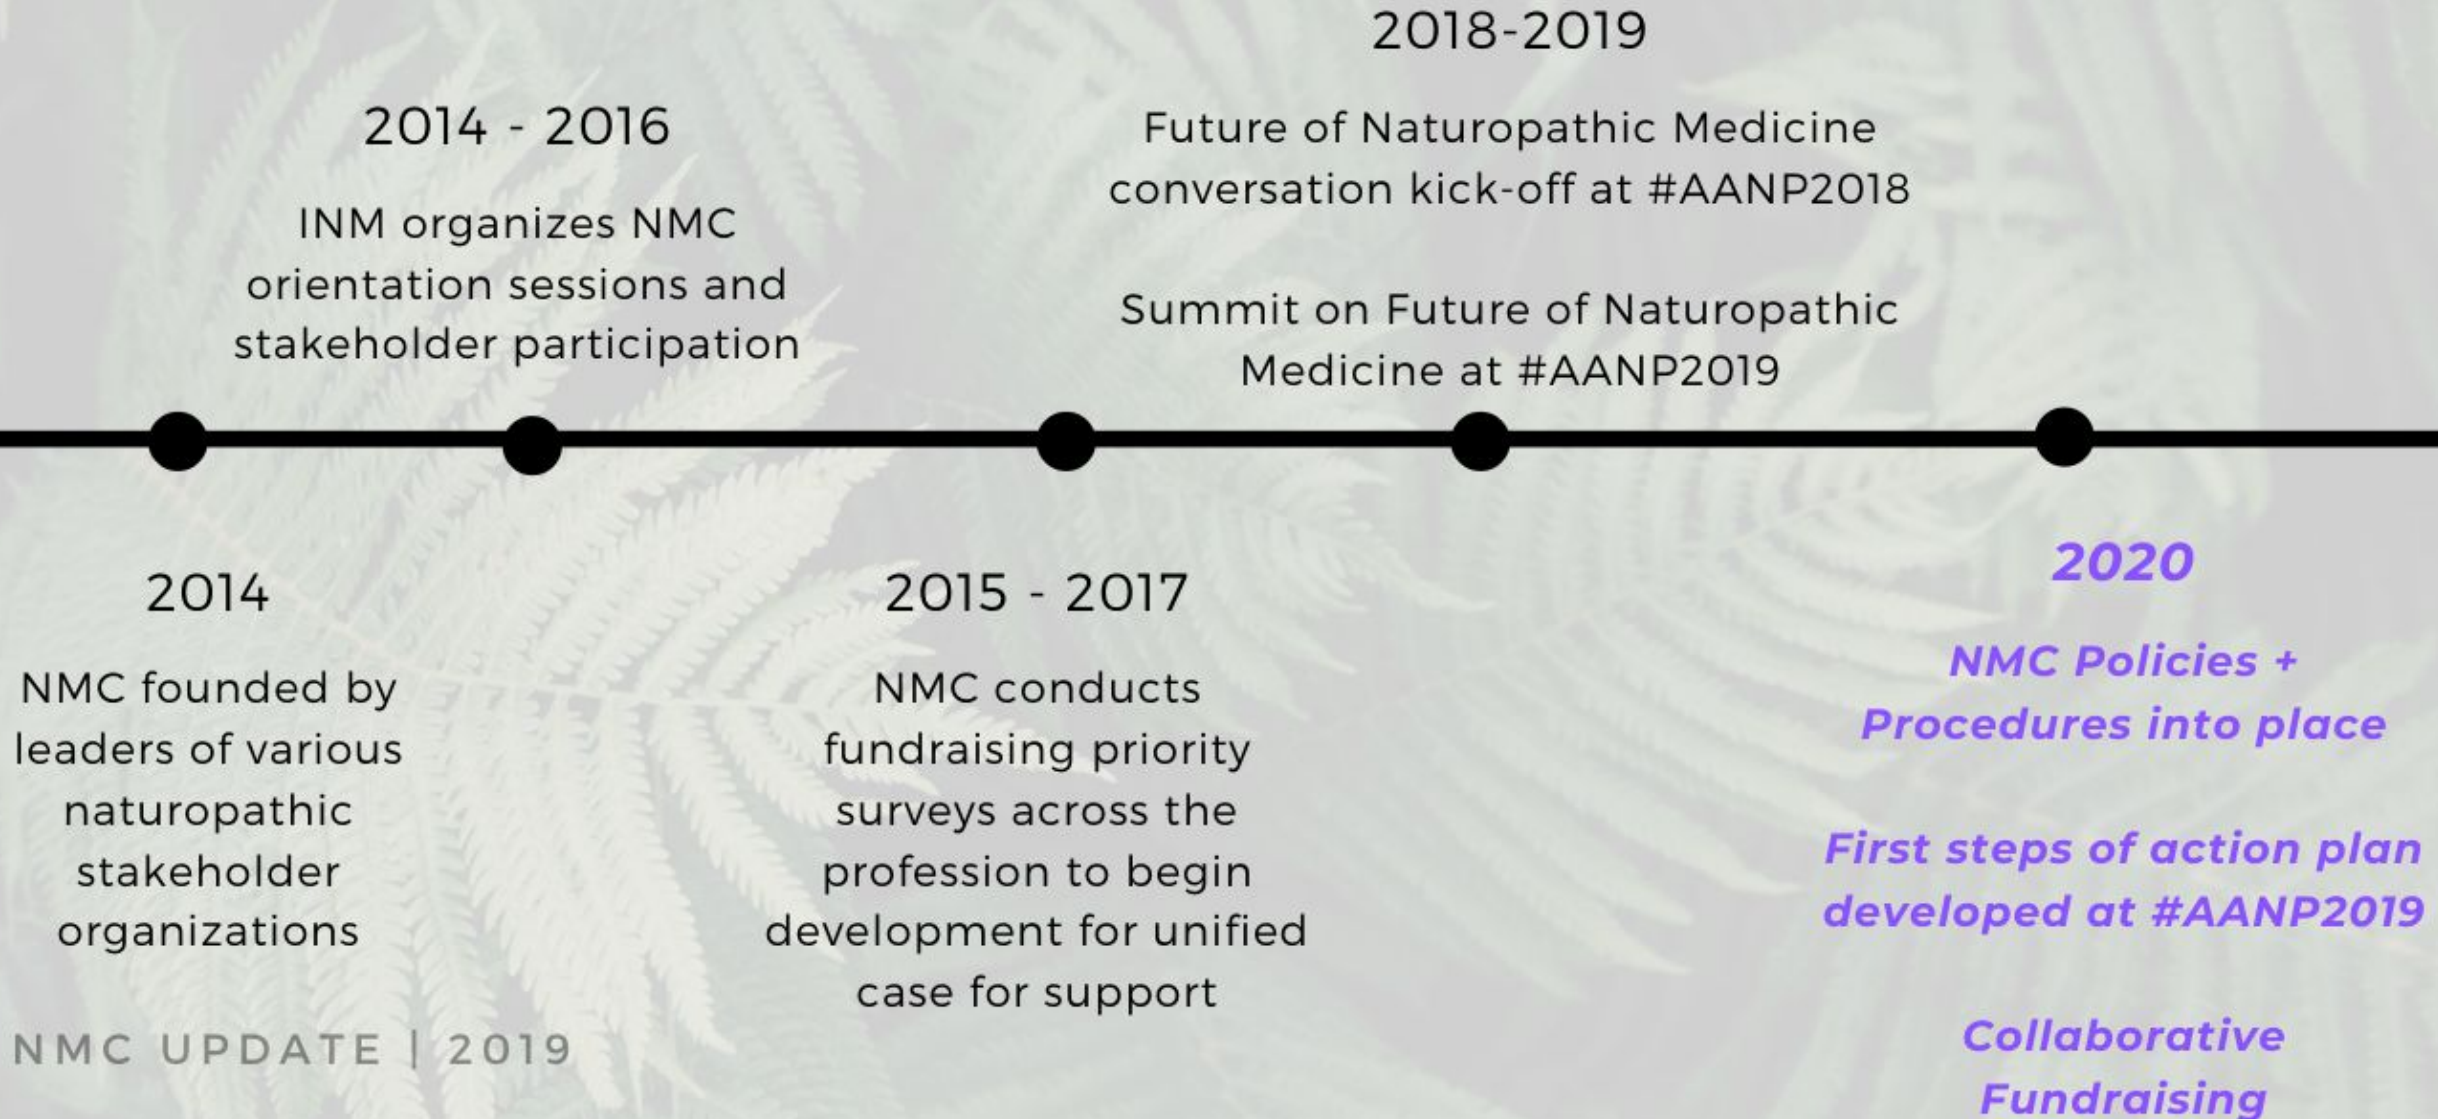 2014
NMC founded by
leaders of various
naturopathic
stakeholder
organizations
2014 - 2016
INM organizes NMC
orientation sessions and
stakeholder participation
2015 - 2017
NMC conducts
fundraising priority
surveys across the
profession to begin
development for unified
case for support
2018-2019
Future of Naturopathic Medicine
conversation kick-off at #AANP2018
Summit on Future of Naturopathic
Medicine at #AANP2019
2020
NMC Policies +
Procedures into place
First steps of action plan
developed at #AANP2019
Collaborative
Fundraising
NMC UPDATE | 2019